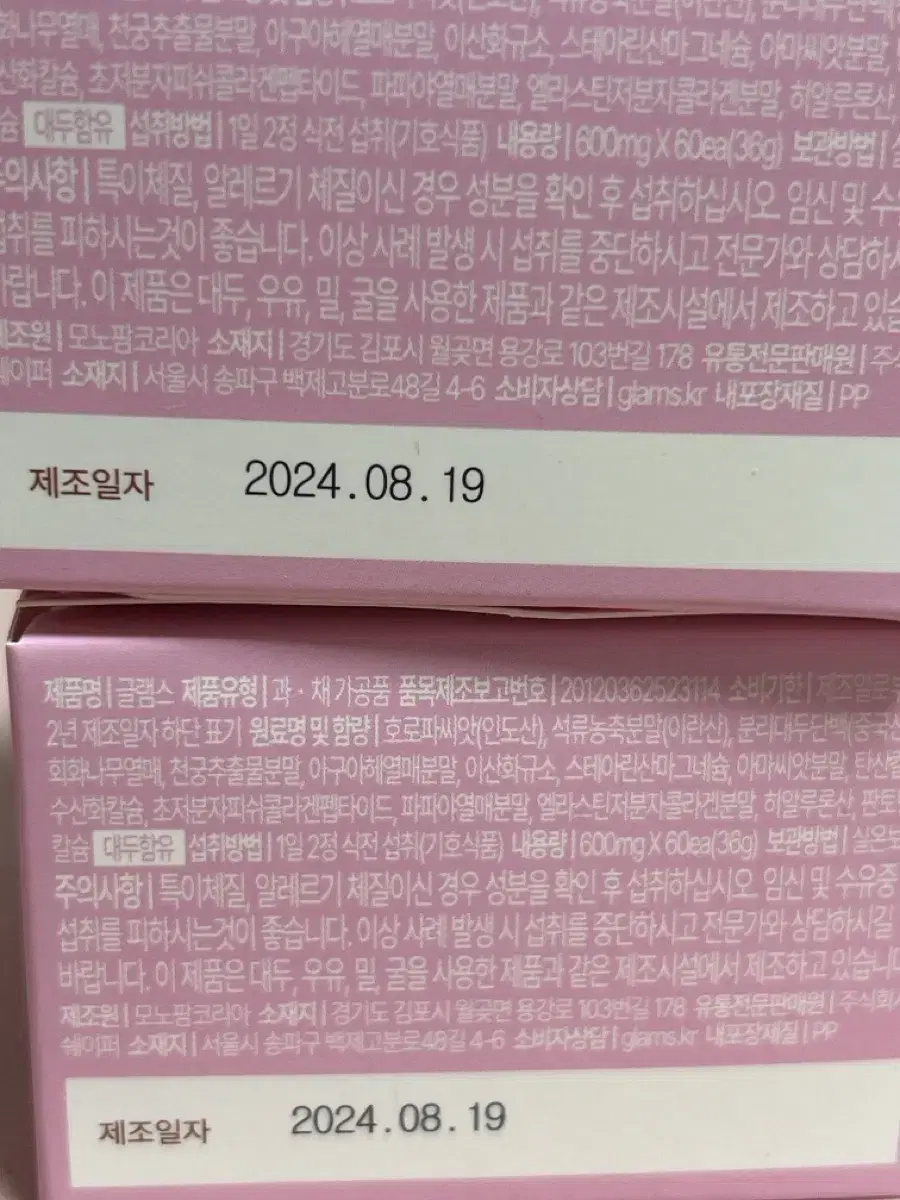 회화나무열매, 천궁추출물분말, 아구아헤열매분말, 이산화규소, 스테아린산마그네슘, 아마씨앗분말,
산화칼슘, 초저분자피쉬콜라겐펩타이드, 파파야열매분말, 엘라스틴저분자콜라겐분말, 히알루론산,
슘 대두함유 섭취방법 | 1일 2정 식전 섭취(기호식품) 내용량 | 600mg X 60ea(36g) 보관방법 |
의사항 | 특이체질, 알레르기 체질이신 경우 성분을 확인 후 섭취하십시오 임신 및 수
섭취를 피하시는것이 좋습니다. 이상 사례 발생 시 섭취를 중단하시고 전문가와 상담하시
바랍니다. 이 제품은 대두, 우유, 밀, 굴을 사용한 제품과 같은 제조시설에서 제조하고 있습
제조원 | 모노팜코리아 소재지 | 경기도 김포시 월곶면 용강로 103번길 178 유통전문판매원 | 주식
쉐이퍼 소재지 | 서울시 송파구 백제고분로48길 4-6 소비자상담 | glams.kr 내포장재질 | PP
제조일자 2024.08.19
제품명 | 글램스 제품유형 | 과·채가공품 품목제조보고번호 | 20120362523114 소비기한 | 제조일로부
2년 제조일자 하단 표기 원료명 및 함량 | 호로파씨앗(인도산), 석류농축분말(이란산), 분리대두단백(중국산
회화나무열매, 천궁추출물분말, 아구아헤열매분말, 이산화규소, 스테아린산마그네슘, 아마씨앗분말, 탄산칼
수산화칼슘, 초저분자피쉬콜라겐펩타이드, 파파야열매분말, 엘라스틴저분자콜라겐분말, 히알루론산, 판토
칼슘 대두함유 섭취방법 | 1일 2정 식전 섭취(기호식품) 내용량 | 600mg X 60ea(36g) 보관방법 | 실온보
주의사항 | 특이체질, 알레르기 체질이신 경우 성분을 확인 후 섭취하십시오 임신 및 수유중
섭취를 피하시는것이 좋습니다. 이상 사례 발생 시 섭취를 중단하시고 전문가와 상담하시길
바랍니다. 이 제품은 대두, 우유, 밀, 굴을 사용한 제품과 같은 제조시설에서 제조하고 있습니다
제조원 | 모노팜코리아 소재지 | 경기도 김포시 월곶면 용강로 103번길 178 유통전문판매원 | 주식회사
쉐이퍼 소재지 | 서울시 송파구 백제고분로48길 4-6 소비자상담 | glams.kr 내포장재질 | PP
제조일자 2024.08.19